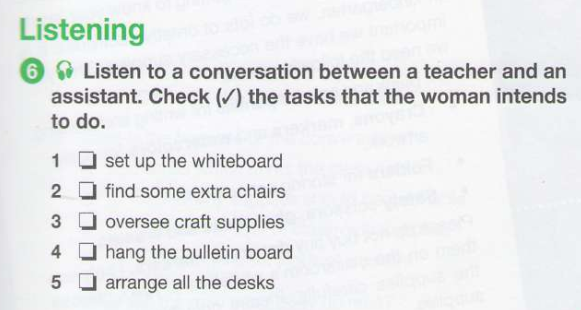 Listening
6 Listen to a conversation between a teacher and an
assistant. Check (✓) the tasks that the woman intends
to do.
1 ☐ set up the whiteboard
2 ☐ find some extra chairs
3 ☐ oversee craft supplies
4 ☐ hang the bulletin board
5 ☐ arrange all the desks